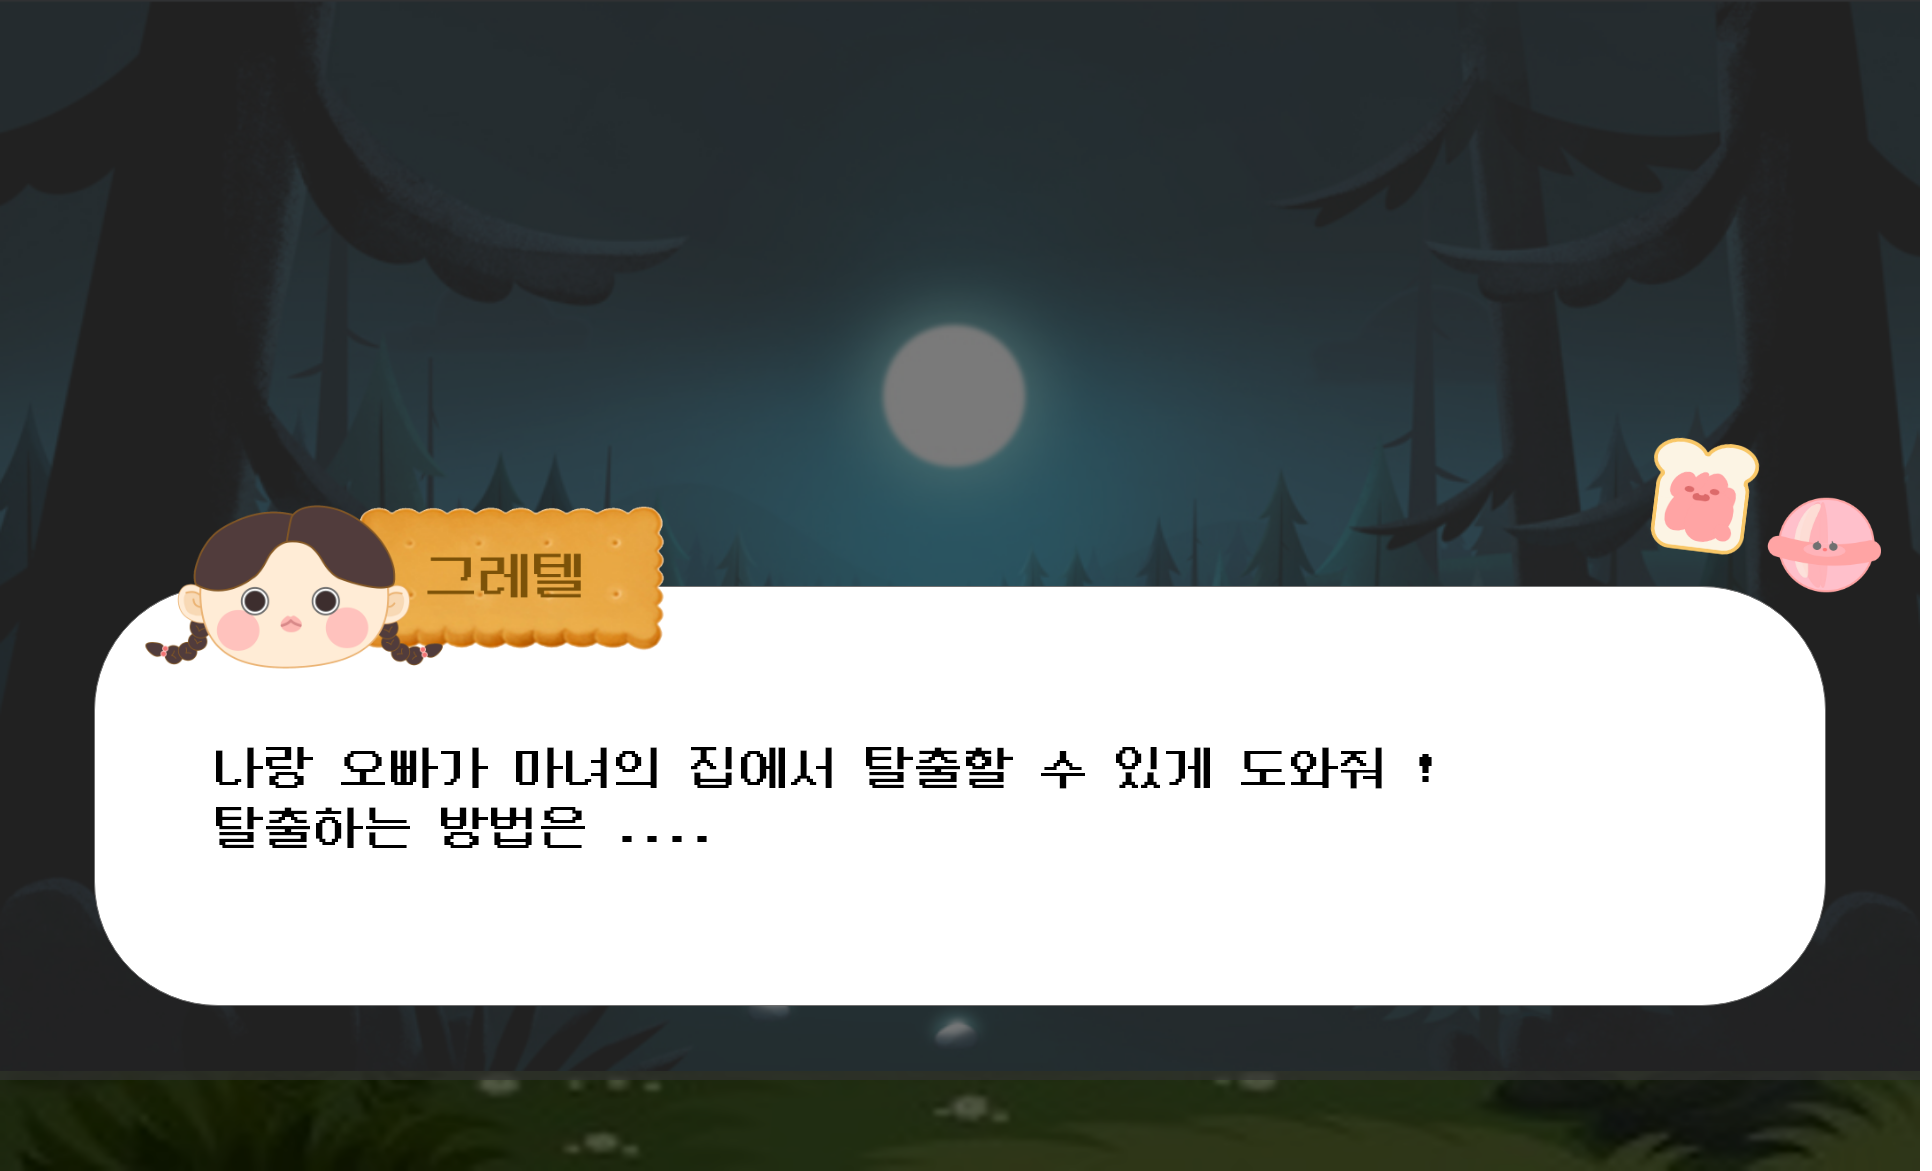 그레텔
나랑 오빠가 마녀의 집에서 탈출할 수 있게 도와줘 !
탈출하는 방법은 ....